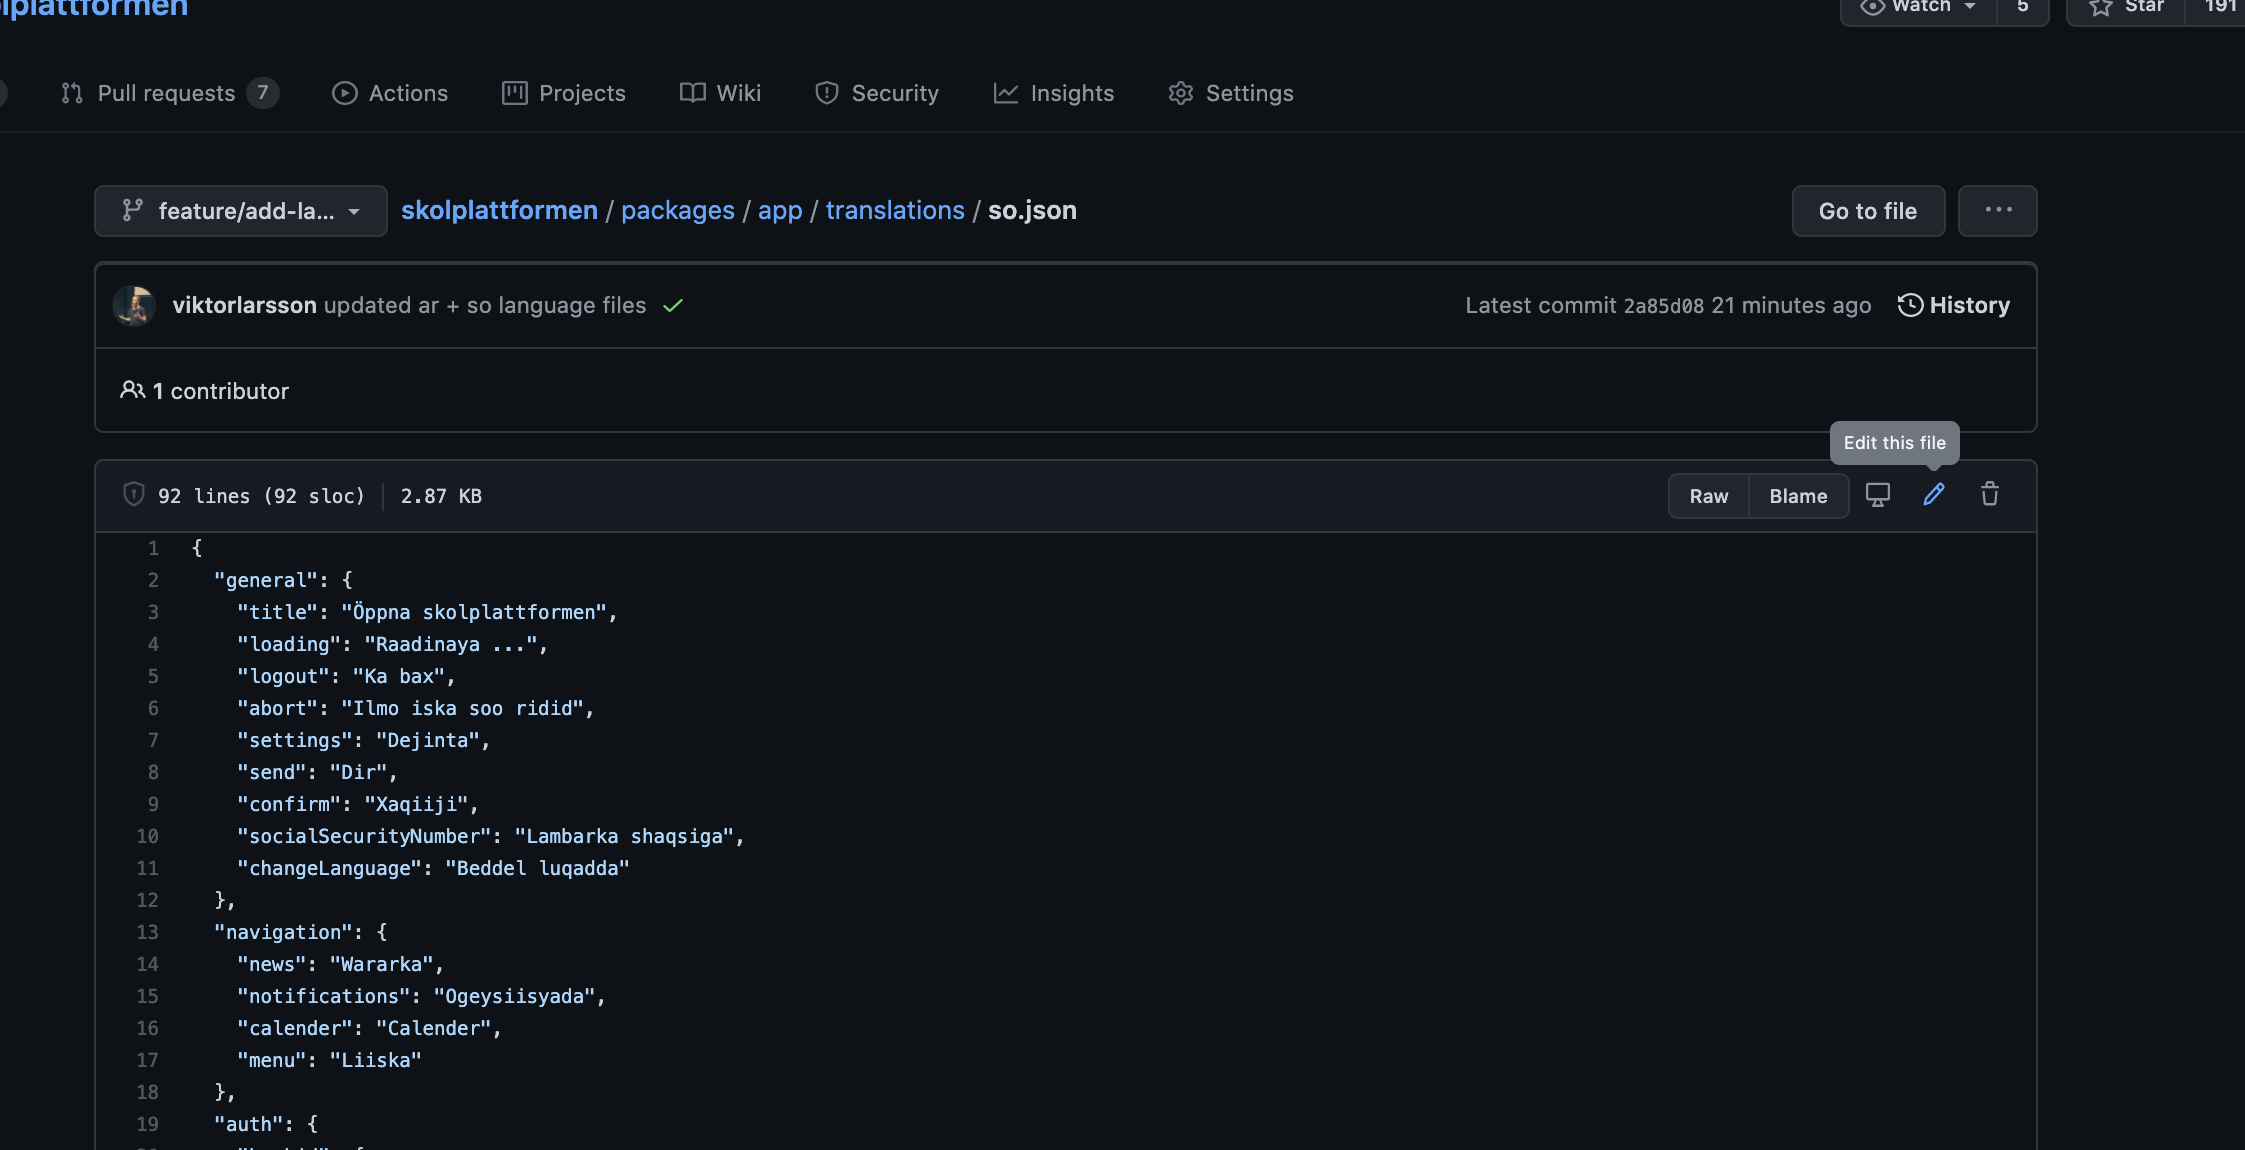 olplattformen
Watch 5 Star 191
Pull requests 7 Actions Projects Wiki Security Insights Settings
feature/add-la... skolplattformen / packages / app / translations / so.json Go to file ...
viktorlarsson updated ar + so language files Latest commit 2a85d08 21 minutes ago History
1 contributor
Edit this file
92 lines (92 sloc) 2.87 KB Raw Blame
1 {
2 "general": {
3 "title": "Öppna skolplattformen",
4 "loading": "Raadinaya ...",
5 "logout": "Ka bax",
6 "abort": "Ilmo iska soo ridid",
7 "settings": "Dejinta",
8 "send": "Dir",
9 "confirm": "Xaqiiji",
10 "socialSecurityNumber": "Lambarka shaqsiga",
11 "changeLanguage": "Beddel luqadda"
12 },
13 "navigation": {
14 "news": "Wararka",
15 "notifications": "Ogeysiisyada",
16 "calender": "Calender",
17 "menu": "Liiska"
18 },
19 "auth": {